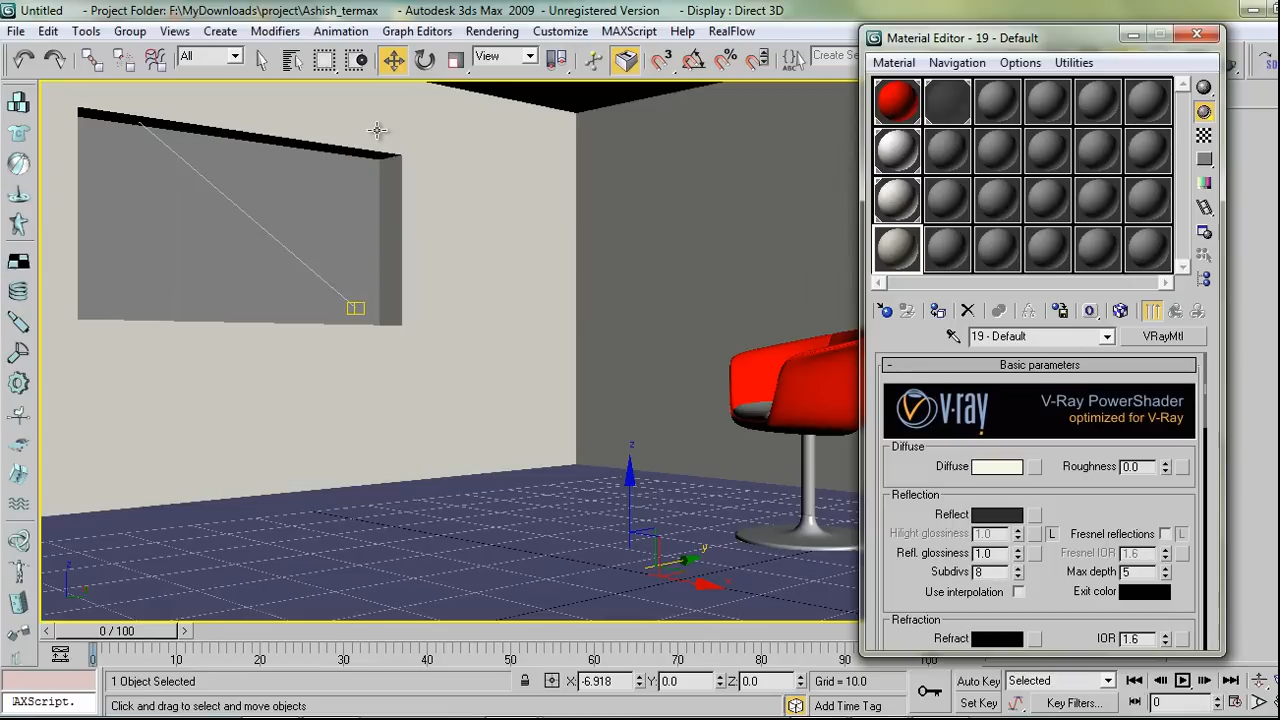 Untitled - Project Folder: F:\MyDownloads\project\Ashish_termax - Autodesk 3ds Max 2009 - Unregistered Version - Display : Direct 3D
File Edit Tools Group Views Create Modifiers Animation Graph Editors Rendering Customize MAXScript Help RealFlow
All View Create Se
Material Editor - 19 - Default
Material Navigation Options Utilities
19 - Default VRayMtl
- Basic parameters
v·ray V-Ray PowerShader
optimized for V-Ray
Diffuse
Diffuse Roughness 0.0
Reflection
Reflect
Hilight glossiness 1.0 L Fresnel reflections L
Refl. glossiness 1.0 Fresnel IOR 1.6
Subdivs 8 Max depth 5
Use interpolation Exit color
Refraction
Refract IOR 1.6
z
y
x
z
0 / 100
0 10 20 30 40 50 60 70 80 90 100
1 Object Selected X: -6.918 Y: 0.0 Z: 0.0 Grid = 10.0 Auto Key Selected
AXScript. Click and drag to select and move objects Add Time Tag Set Key Key Filters... 0